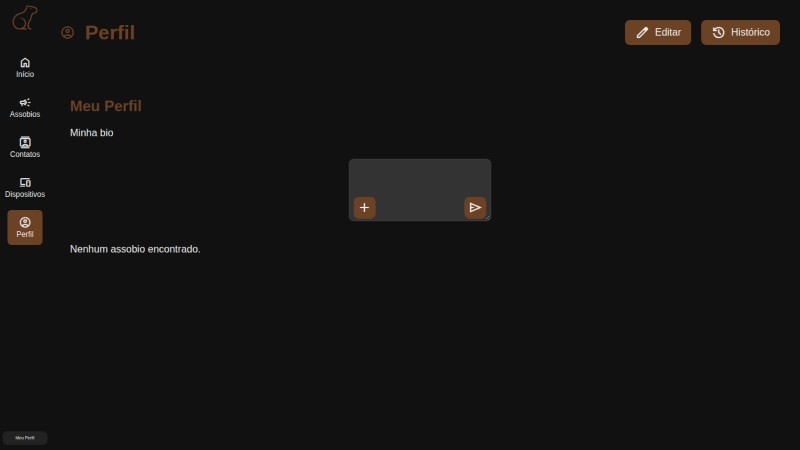 Perfil
Editar
Histórico
Início
Assobios
Contatos
Dispositivos
Perfil
Meu Perfil
Minha bio
Nenhum assobio encontrado.
Meu Perfil